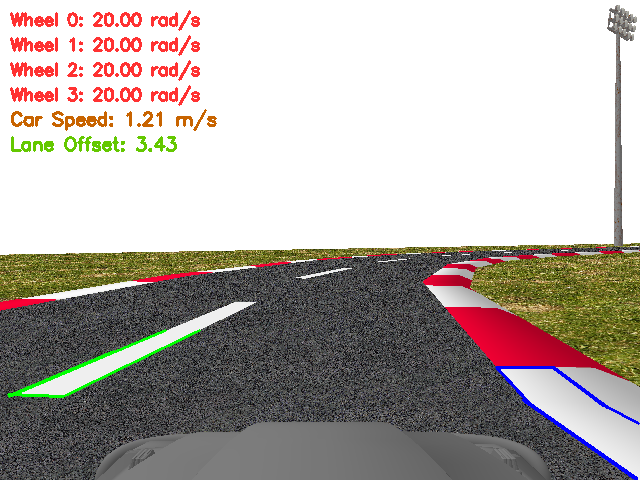 Wheel 0: 20.00 rad/s
Wheel 1: 20.00 rad/s
Wheel 2: 20.00 rad/s
Wheel 3: 20.00 rad/s
Car Speed: 1.21 m/s
Lane Offset: 3.43